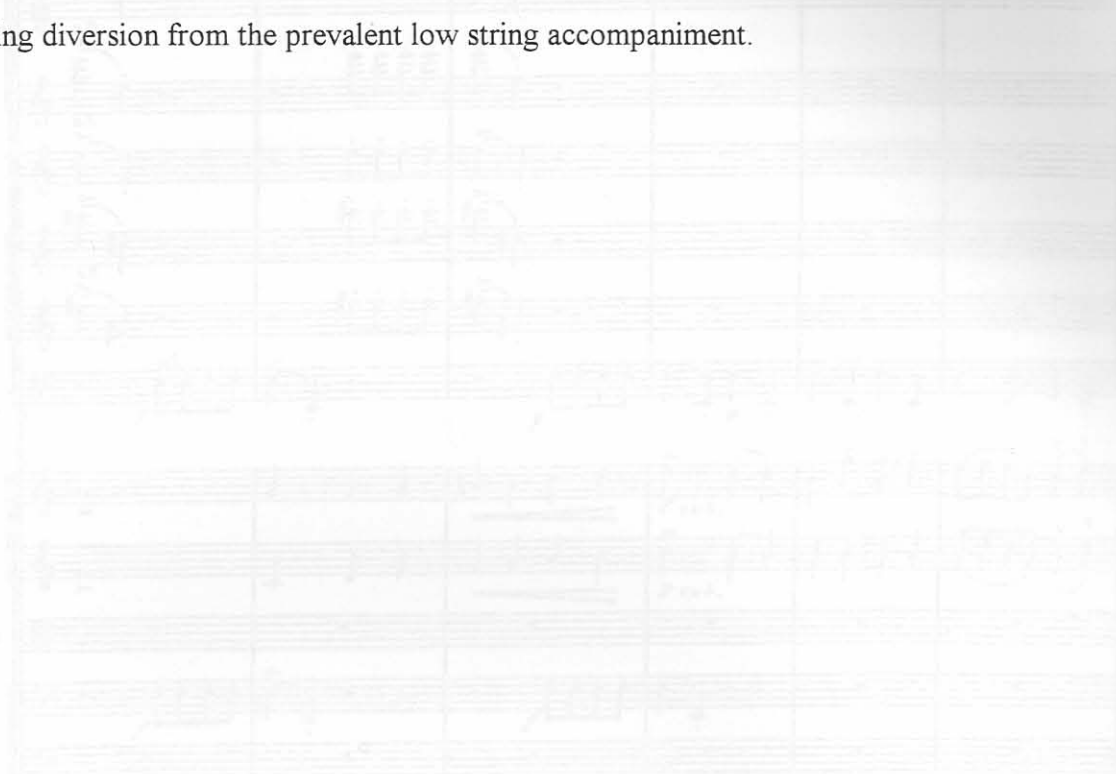 ng diversion from the prevalent low string accompaniment.